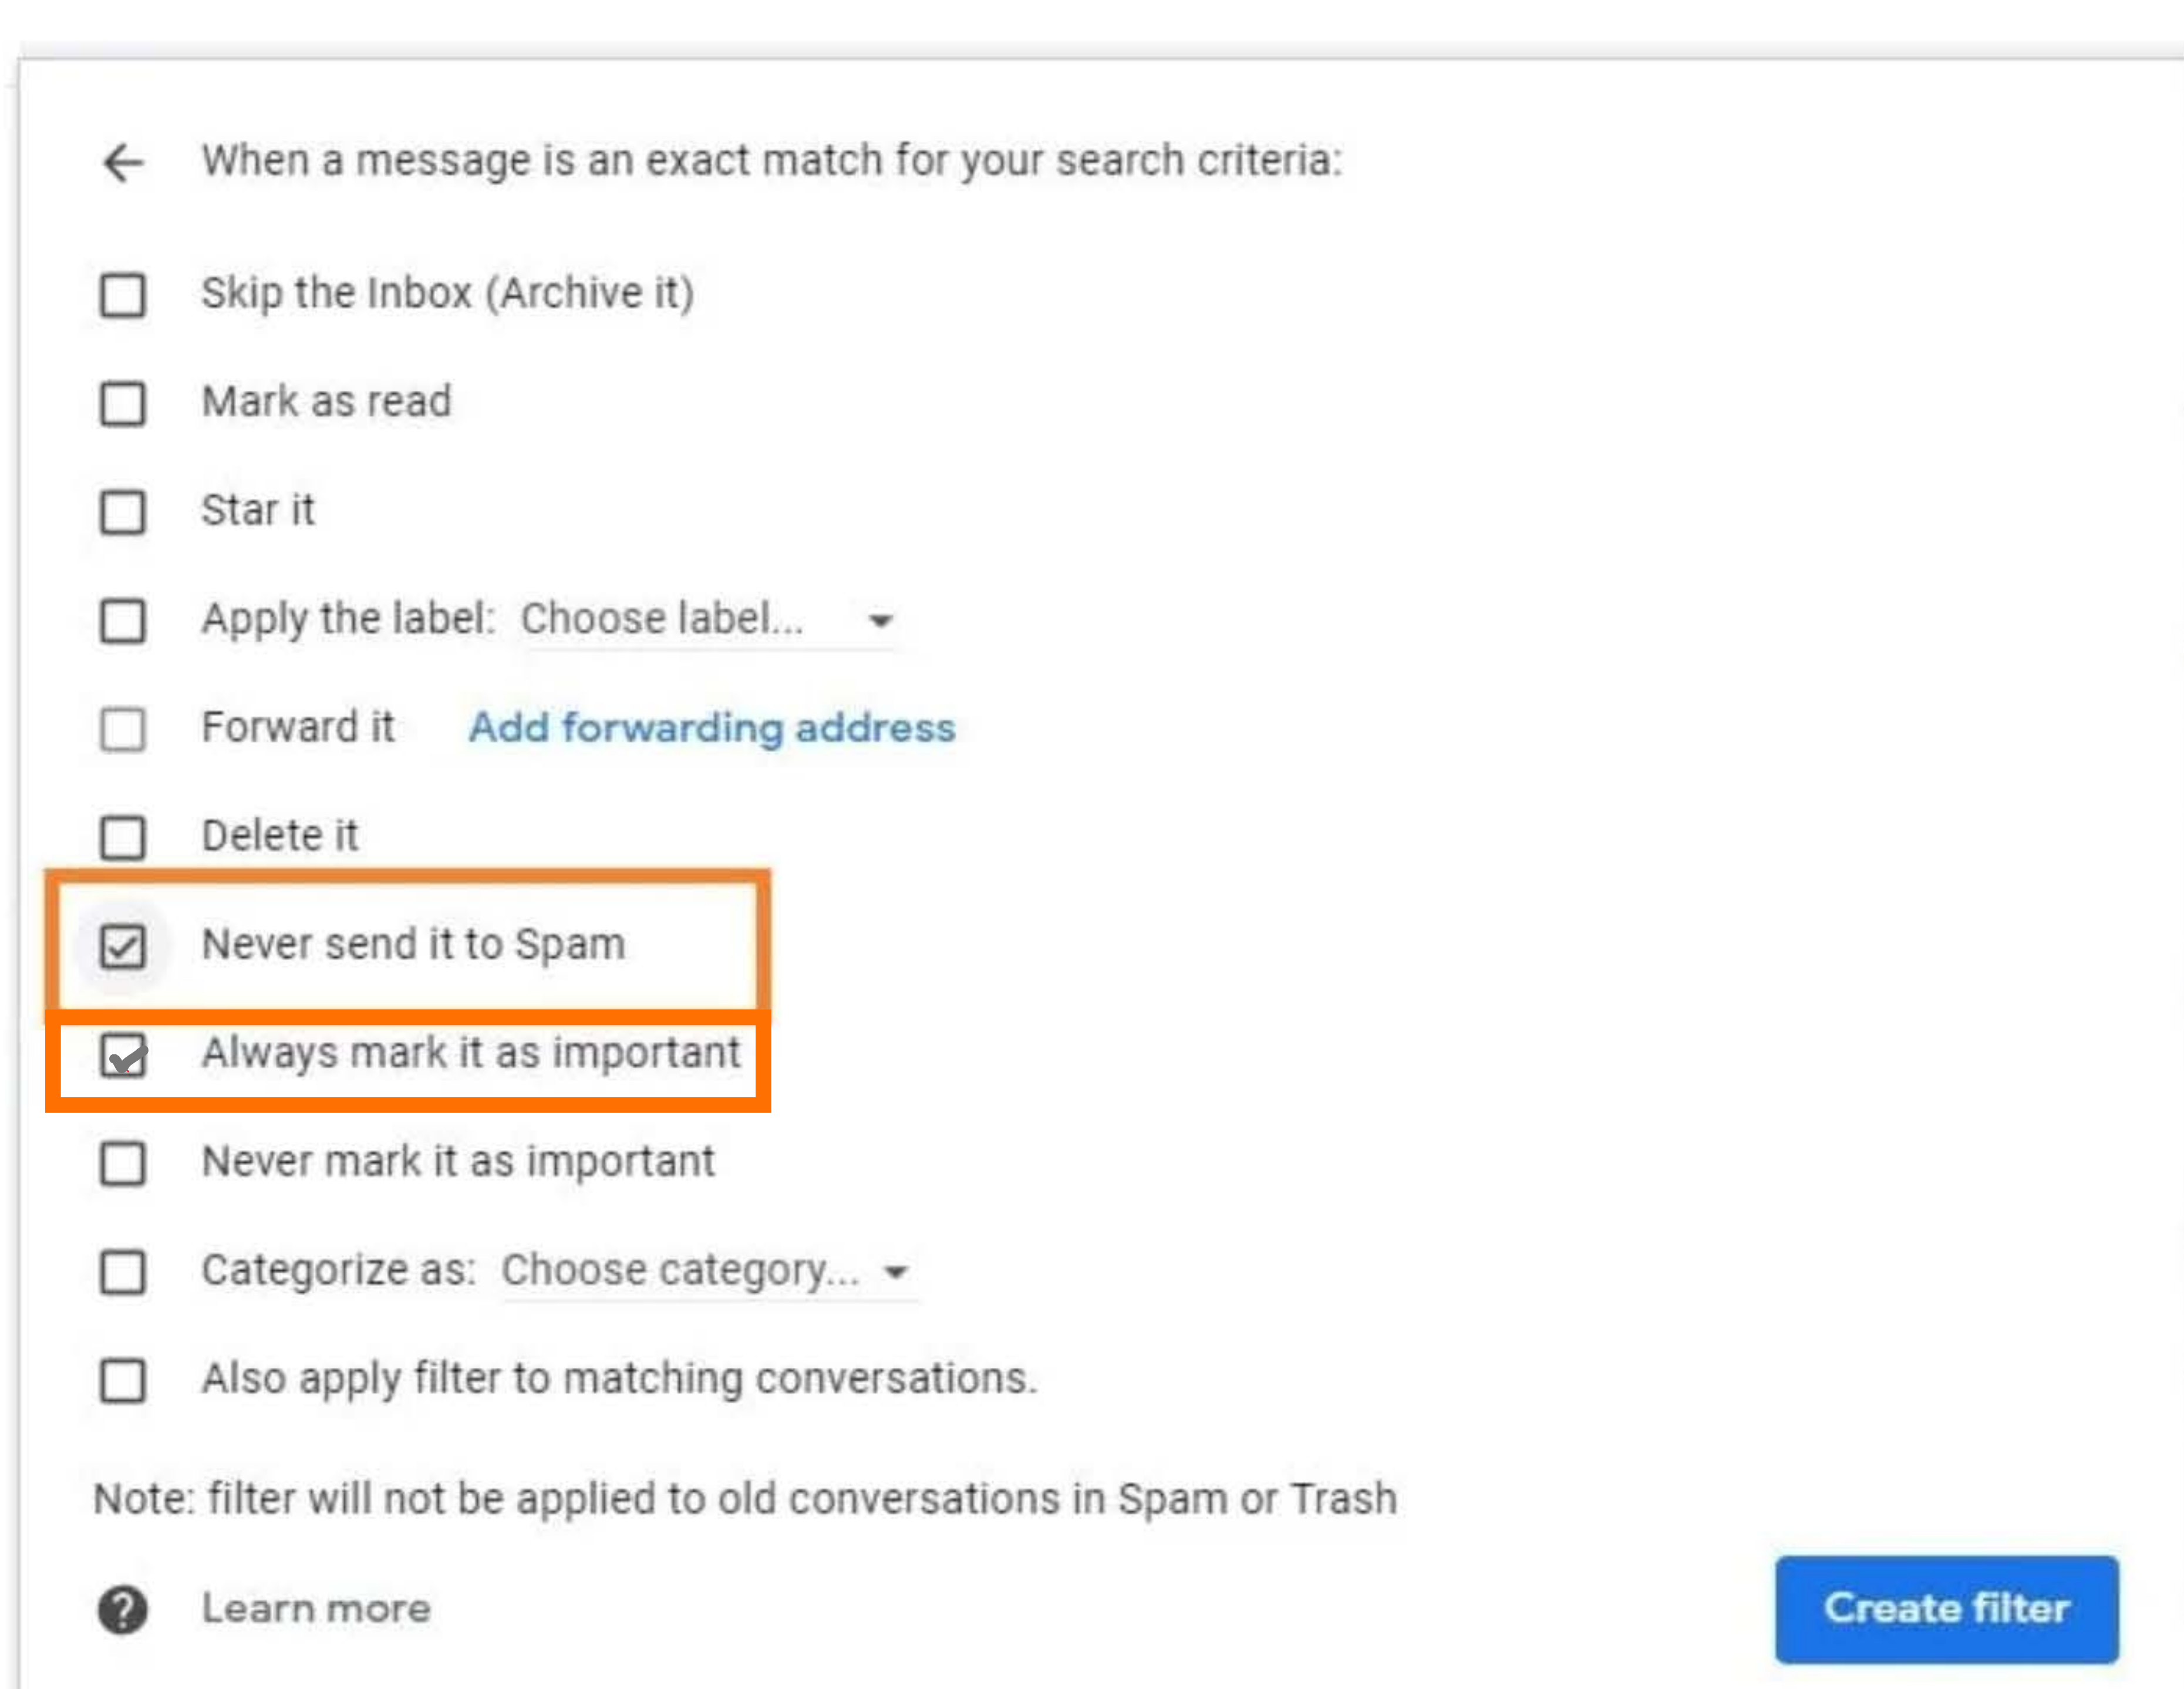 When a message is an exact match for your search criteria:
Skip the Inbox (Archive it)
Mark as read
Star it
Apply the label: Choose label...
Forward it Add forwarding address
Delete it
Never send it to Spam
Always mark it as important
Never mark it as important
Categorize as: Choose category...
Also apply filter to matching conversations.
Note: filter will not be applied to old conversations in Spam or Trash
Learn more
Create filter